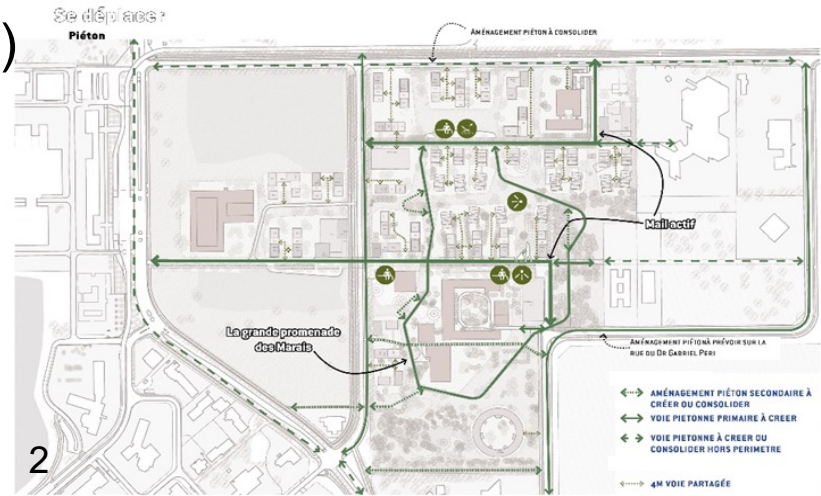 Se déplacer
)
Piéton
AMÉNAGEMENT PIÉTON À CONSOLIDER
Mail actif
La grande promenade
des Marais
AMÉNAGEMENT PIÉTON À PRÉVOIR SUR LA
RUE DU DR GABRIEL PERI
AMÉNAGEMENT PIÉTON SECONDAIRE À
CRÉER OU CONSOLIDER
VOIE PIETONNE PRIMAIRE À CREER
VOIE PIETONNE À CREER OU
CONSOLIDER HORS PERIMETRE
2
4M VOIE PARTAGÉE